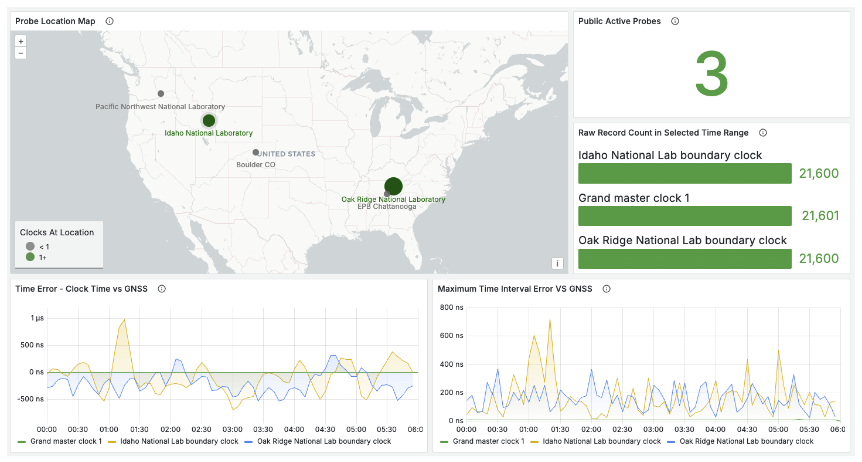 Probe Location Map
+
−
Pacific Northwest National Laboratory
Idaho National Laboratory
UNITED STATES
Boulder CO
Oak Ridge National Laboratory
EPB Chattanooga
Clocks At Location
< 1
1+
i
Public Active Probes
3
Raw Record Count in Selected Time Range
Idaho National Lab boundary clock
21,600
Grand master clock 1
21,601
Oak Ridge National Lab boundary clock
21,600
Time Error - Clock Time vs GNSS
1 µs
500 ns
0 ns
-500 ns
00:00 00:30 01:00 01:30 02:00 02:30 03:00 03:30 04:00 04:30 05:00 05:30 06:0
Grand master clock 1 Idaho National Lab boundary clock Oak Ridge National Lab boundary clock
Maximum Time Interval Error VS GNSS
800 ns
600 ns
400 ns
200 ns
0 ns
00:00 00:30 01:00 01:30 02:00 02:30 03:00 03:30 04:00 04:30 05:00 05:30 06:0
Grand master clock 1 Idaho National Lab boundary clock Oak Ridge National Lab boundary clock